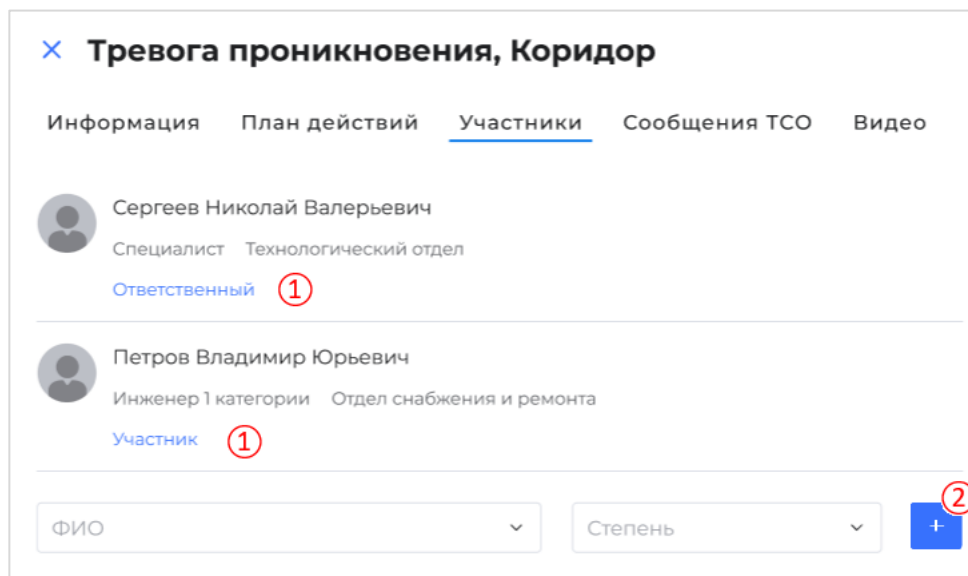 Тревога проникновения, Коридор
Информация План действий Участники Сообщения ТСО Видео
Сергеев Николай Валерьевич
Специалист Технологический отдел
Ответственный 1
Петров Владимир Юрьевич
Инженер 1 категории Отдел снабжения и ремонта
Участник 1
2
ФИО Степень +